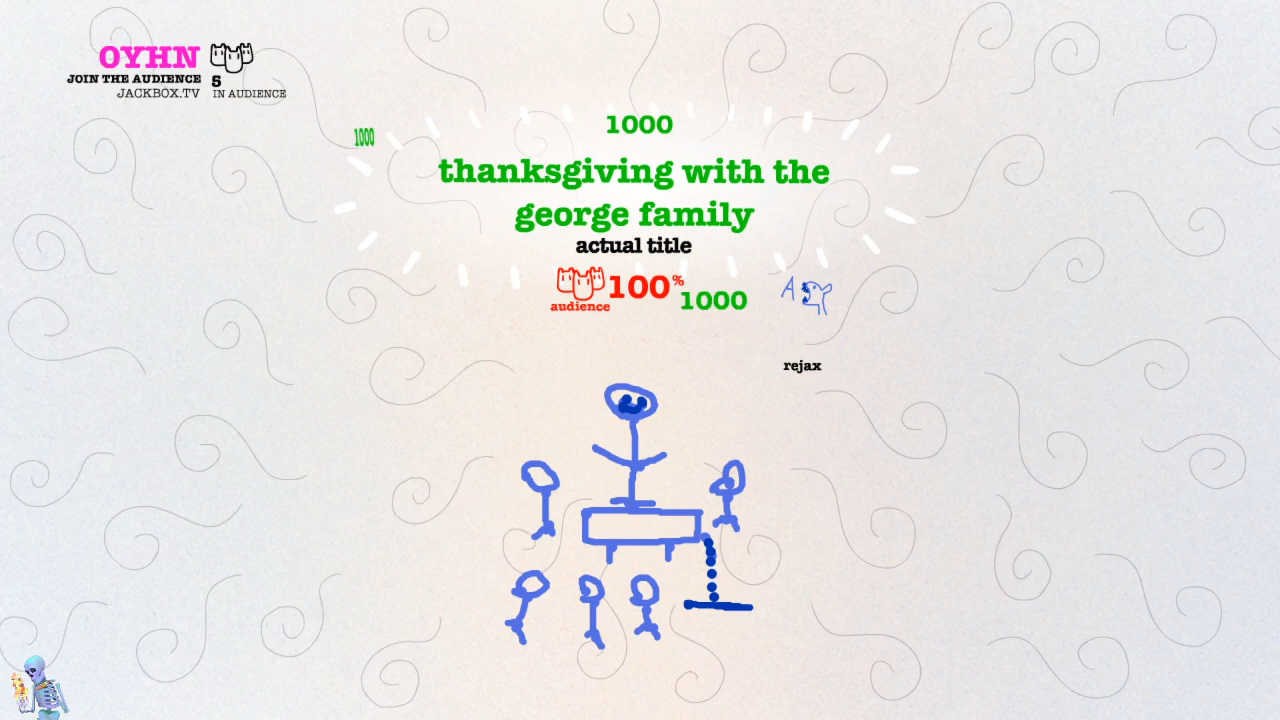 OYHN
JOIN THE AUDIENCE 5
JACKBOX.TV IN AUDIENCE
1000
1000
thanksgiving with the
george family
actual title
100%
audience
1000
A
rejax